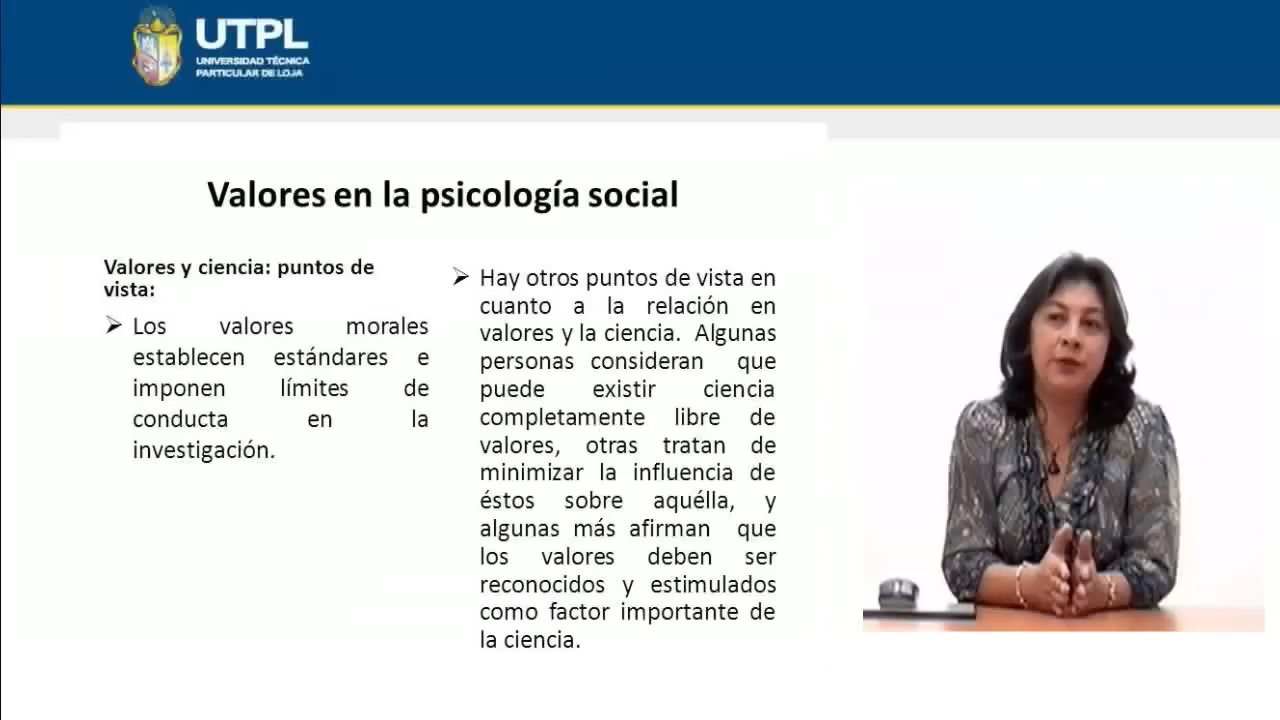 UTPL
UNIVERSIDAD TÉCNICA
PARTICULAR DE LOJA
Valores en la psicología social
Valores y ciencia: puntos de
vista:
➢ Los valores morales
establecen estándares e
imponen límites de
conducta en la
investigación.
➢ Hay otros puntos de vista en
cuanto a la relación en
valores y la ciencia. Algunas
personas consideran que
puede existir ciencia
completamente libre de
valores, otras tratan de
minimizar la influencia de
éstos sobre aquélla, y
algunas más afirman que
los valores deben ser
reconocidos y estimulados
como factor importante de
la ciencia.